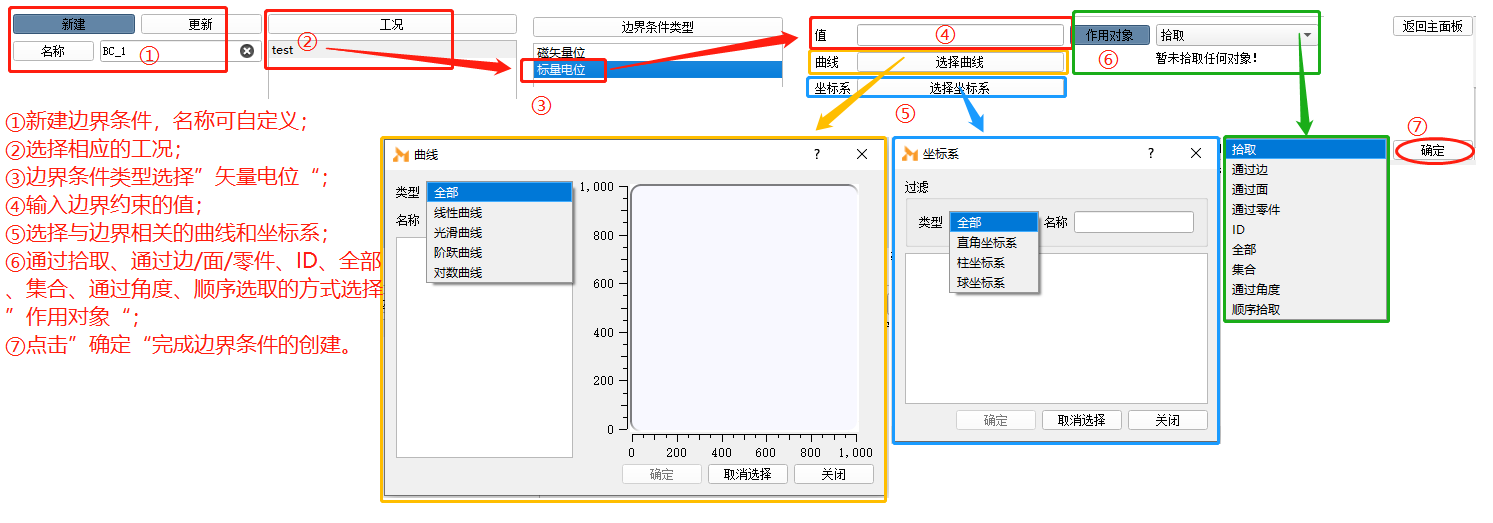 新建
更新
名称
BC_1
①
工况
test
②
边界条件类型
磁矢量位
标量电位
③
值
④
曲线
选择曲线
坐标系
选择坐标系
⑤
作用对象
拾取
⑥
暂未拾取任何对象!
返回主面板
⑦
确定
①新建边界条件，名称可自定义；
②选择相应的工况；
③边界条件类型选择”矢量电位“；
④输入边界约束的值；
⑤选择与边界相关的曲线和坐标系；
⑥通过拾取、通过边/面/零件、ID、全部
、集合、通过角度、顺序选取的方式选择
”作用对象“；
⑦点击”确定“完成边界条件的创建。
曲线
?
类型
全部
线性曲线
光滑曲线
阶跃曲线
对数曲线
名称
1,000
800
600
400
200
0
0 200 400 600 800 1,000
确定
取消选择
关闭
坐标系
?
过滤
类型
全部
直角坐标系
柱坐标系
球坐标系
名称
确定
取消选择
关闭
拾取
通过边
通过面
通过零件
ID
全部
集合
通过角度
顺序拾取